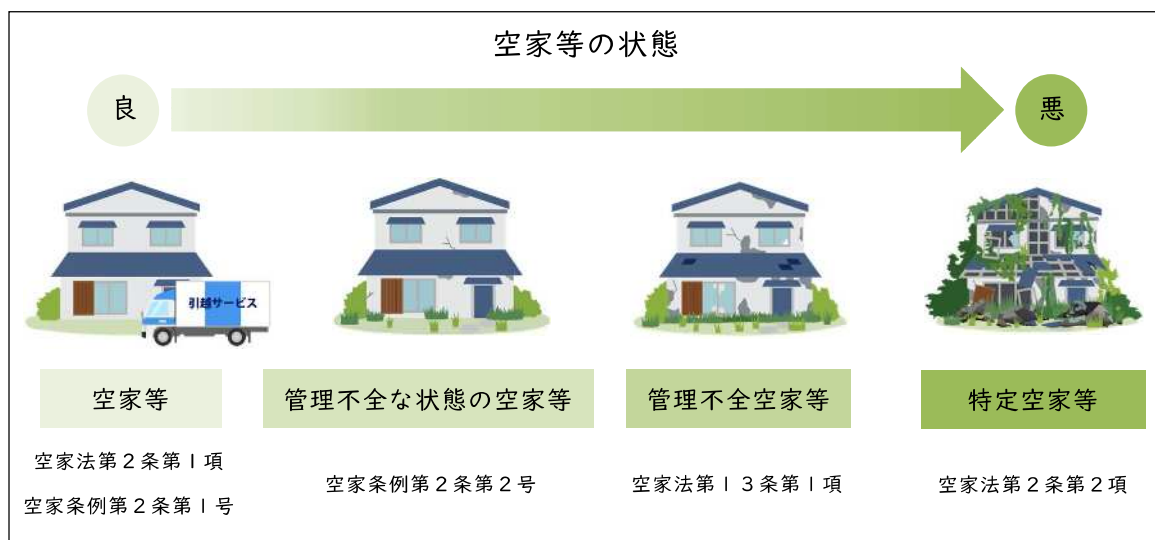 空家等の状態
良
悪
引越サービス
空家等
管理不全な状態の空家等
管理不全空家等
特定空家等
空家法第２条第１項
空家条例第２条第１号
空家条例第２条第２号
空家法第１３条第１項
空家法第２条第２項